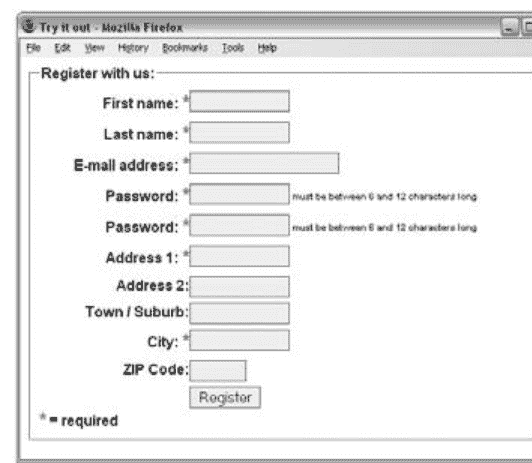 Try it out - Mozilla Firefox
File Edit View History Bookmarks Tools Help
Register with us:
First name: *
Last name: *
E-mail address: *
Password: * must be between 6 and 12 characters long
Password: * must be between 6 and 12 characters long
Address 1: *
Address 2:
Town / Suburb:
City: *
ZIP Code:
Register
* = required